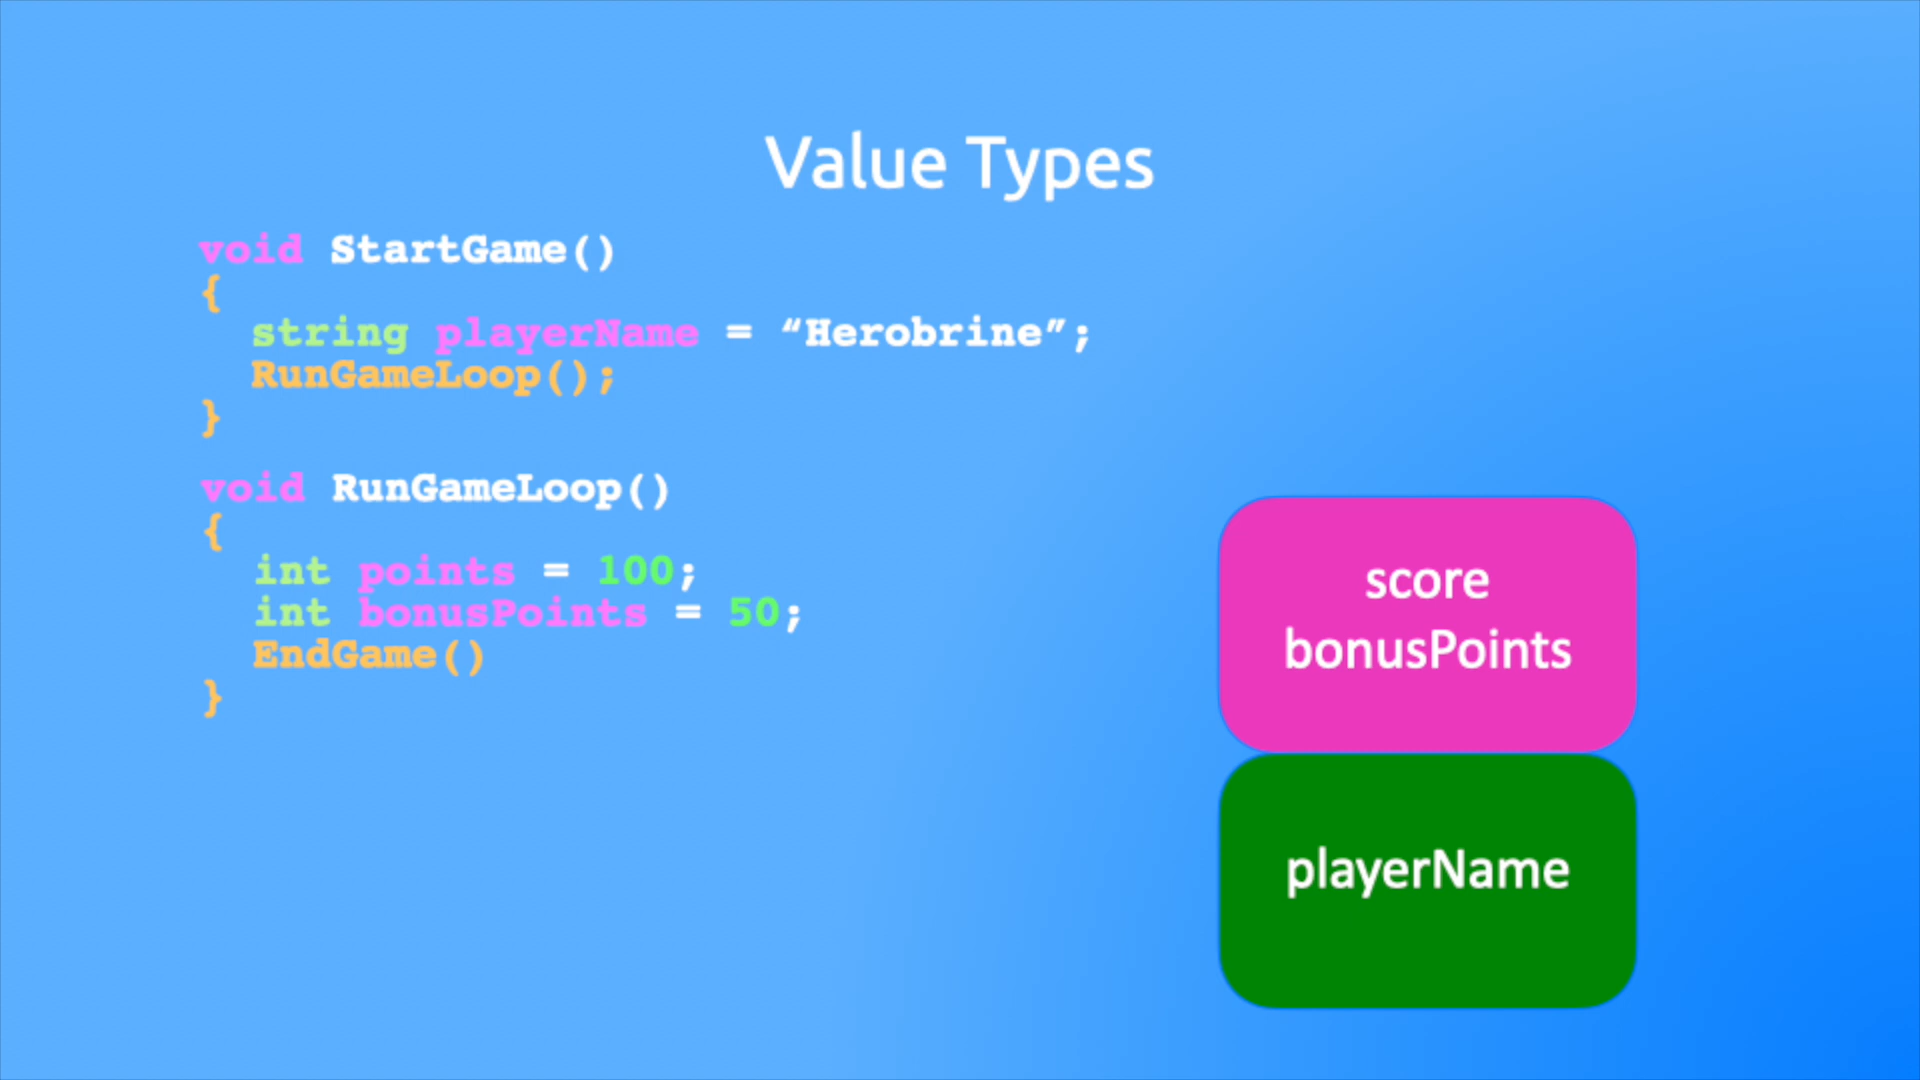 Value Types
void StartGame()
{
string playerName = “Herobrine”;
RunGameLoop();
}
void RunGameLoop()
{
int points = 100;
int bonusPoints = 50;
EndGame()
}
score
bonusPoints
playerName